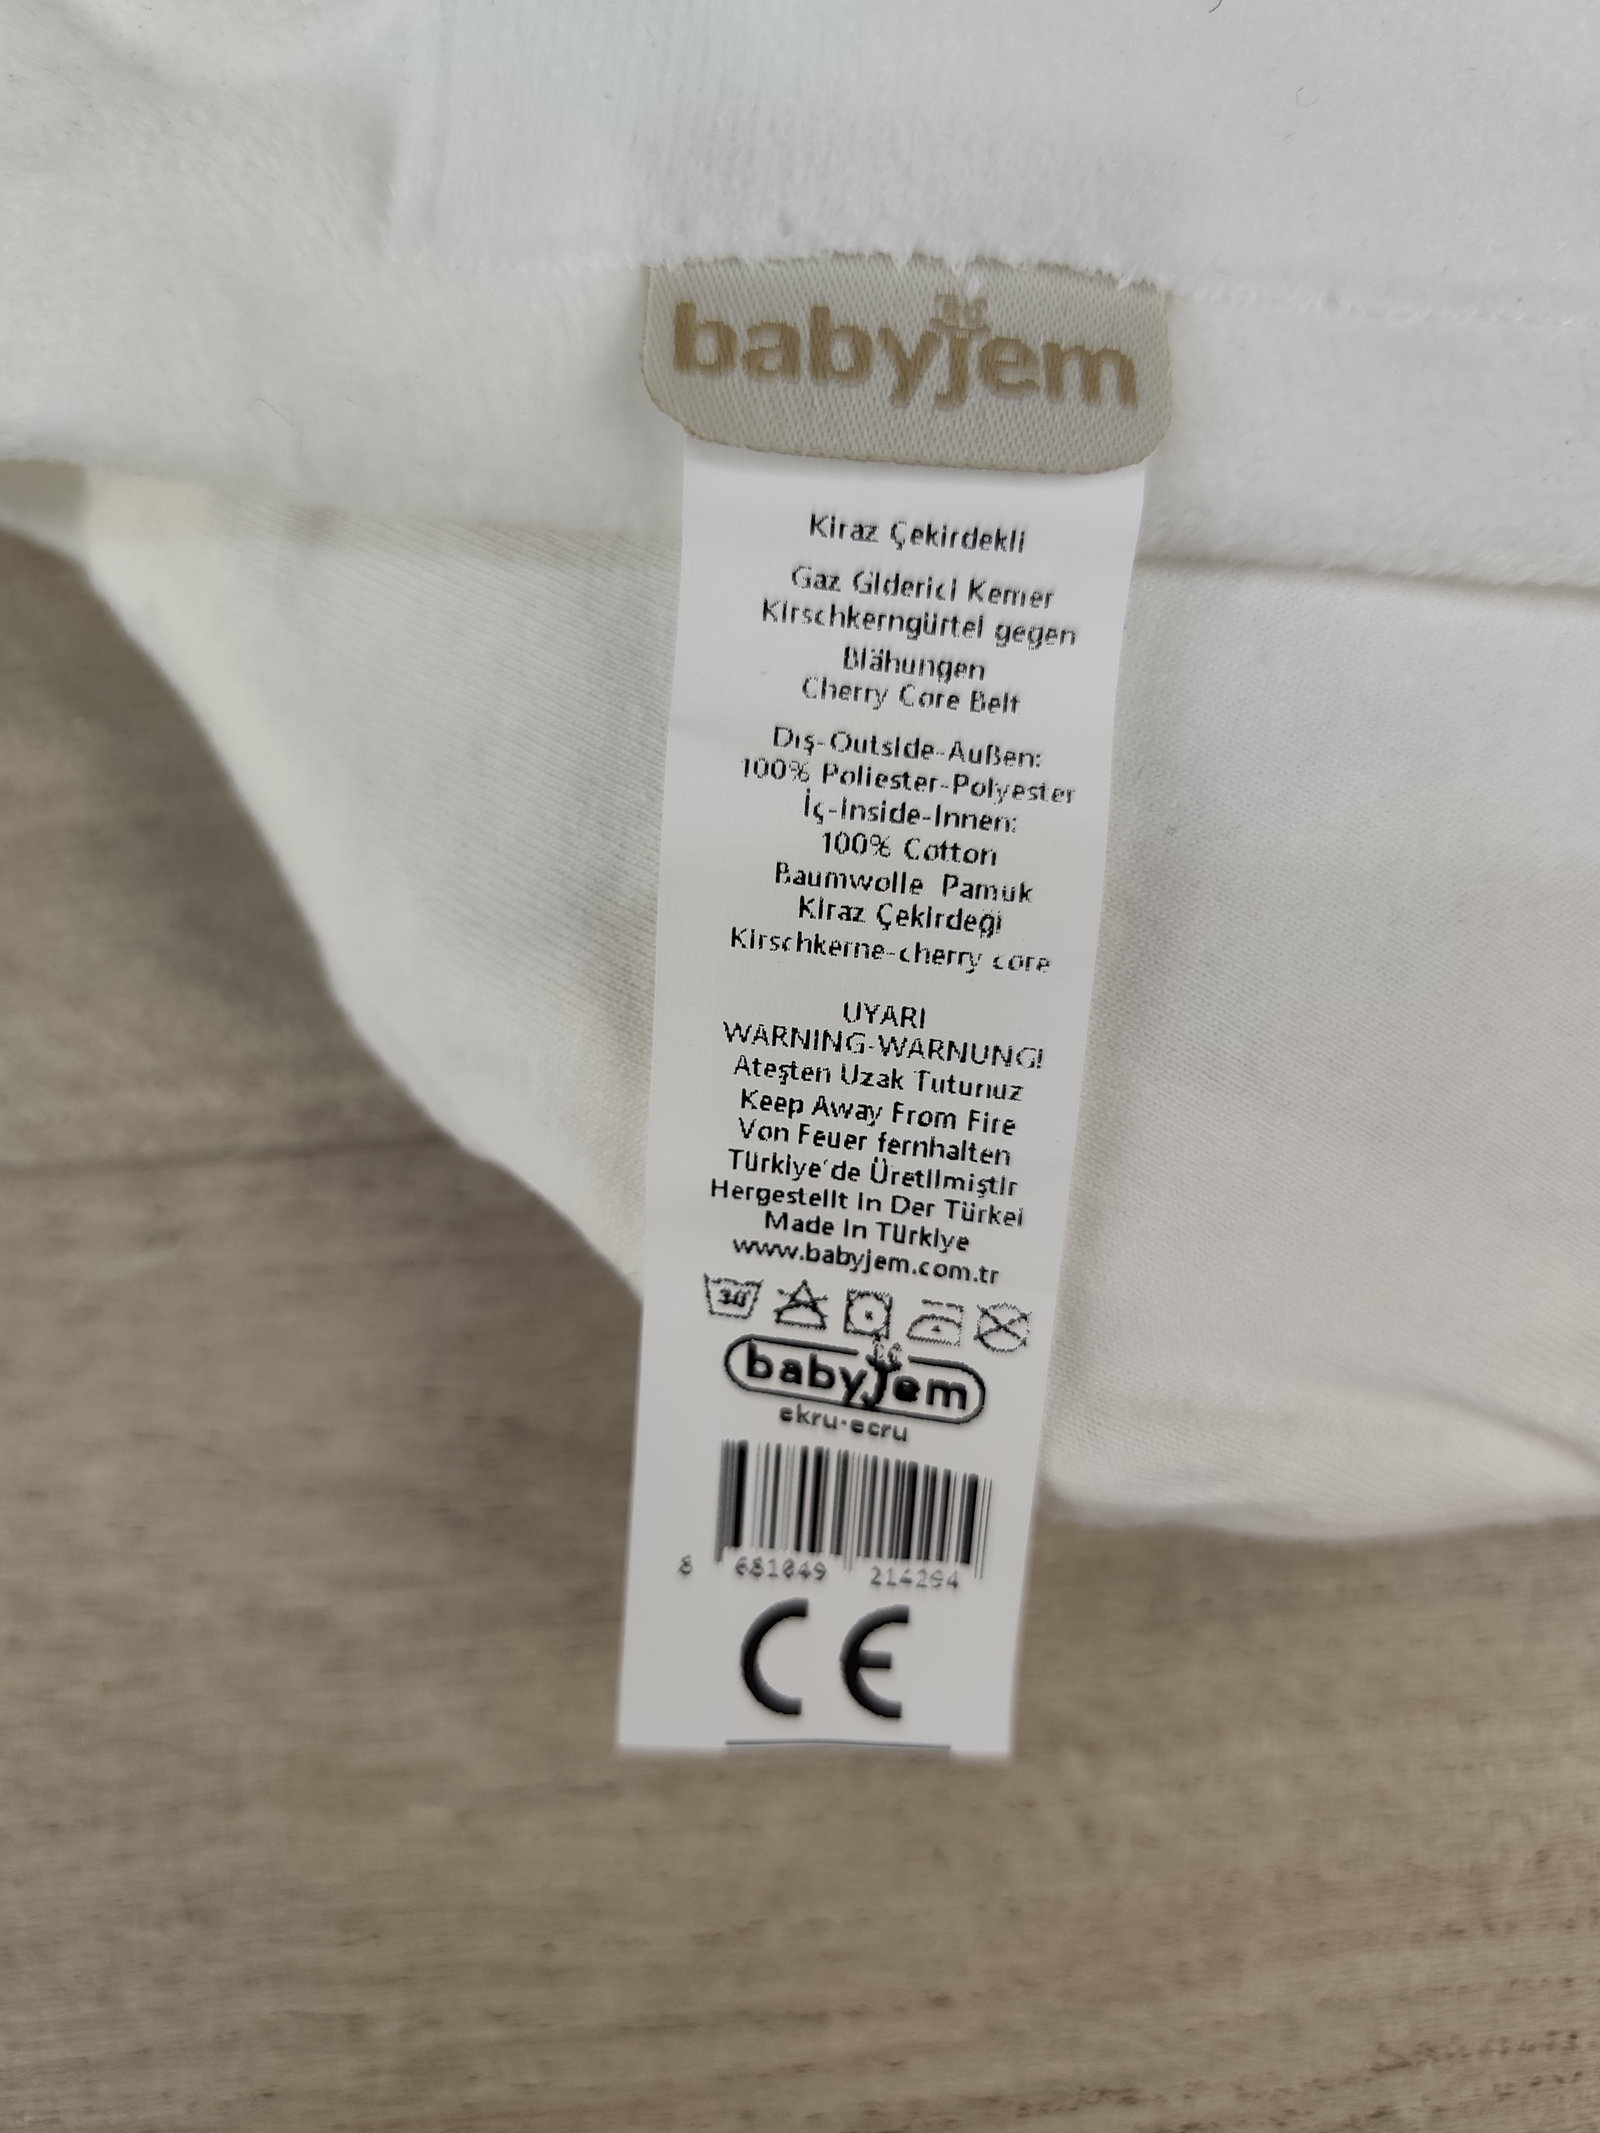 babyjem
Kiraz Çekirdekli
Gaz Giderici Kemer
Kirschkerngürtel gegen
Blähungen
Cherry Core Belt
Dış-Outside-Außen:
100% Poliester-Polyester
İç-Inside-Innen:
100% Cotton
Baumwolle Pamuk
Kiraz Çekirdeği
Kirschkerne-cherry core
UYARI
WARNING-WARNUNG!
Ateşten Uzak Tutunuz
Keep Away From Fire
Von Feuer fernhalten
Türkiye'de Üretilmiştir
Hergestellt in Der Türkei
Made in Türkiye
www.babyjem.com.tr
30
babyjem
ekru-ecru
8 681049 214294
CE